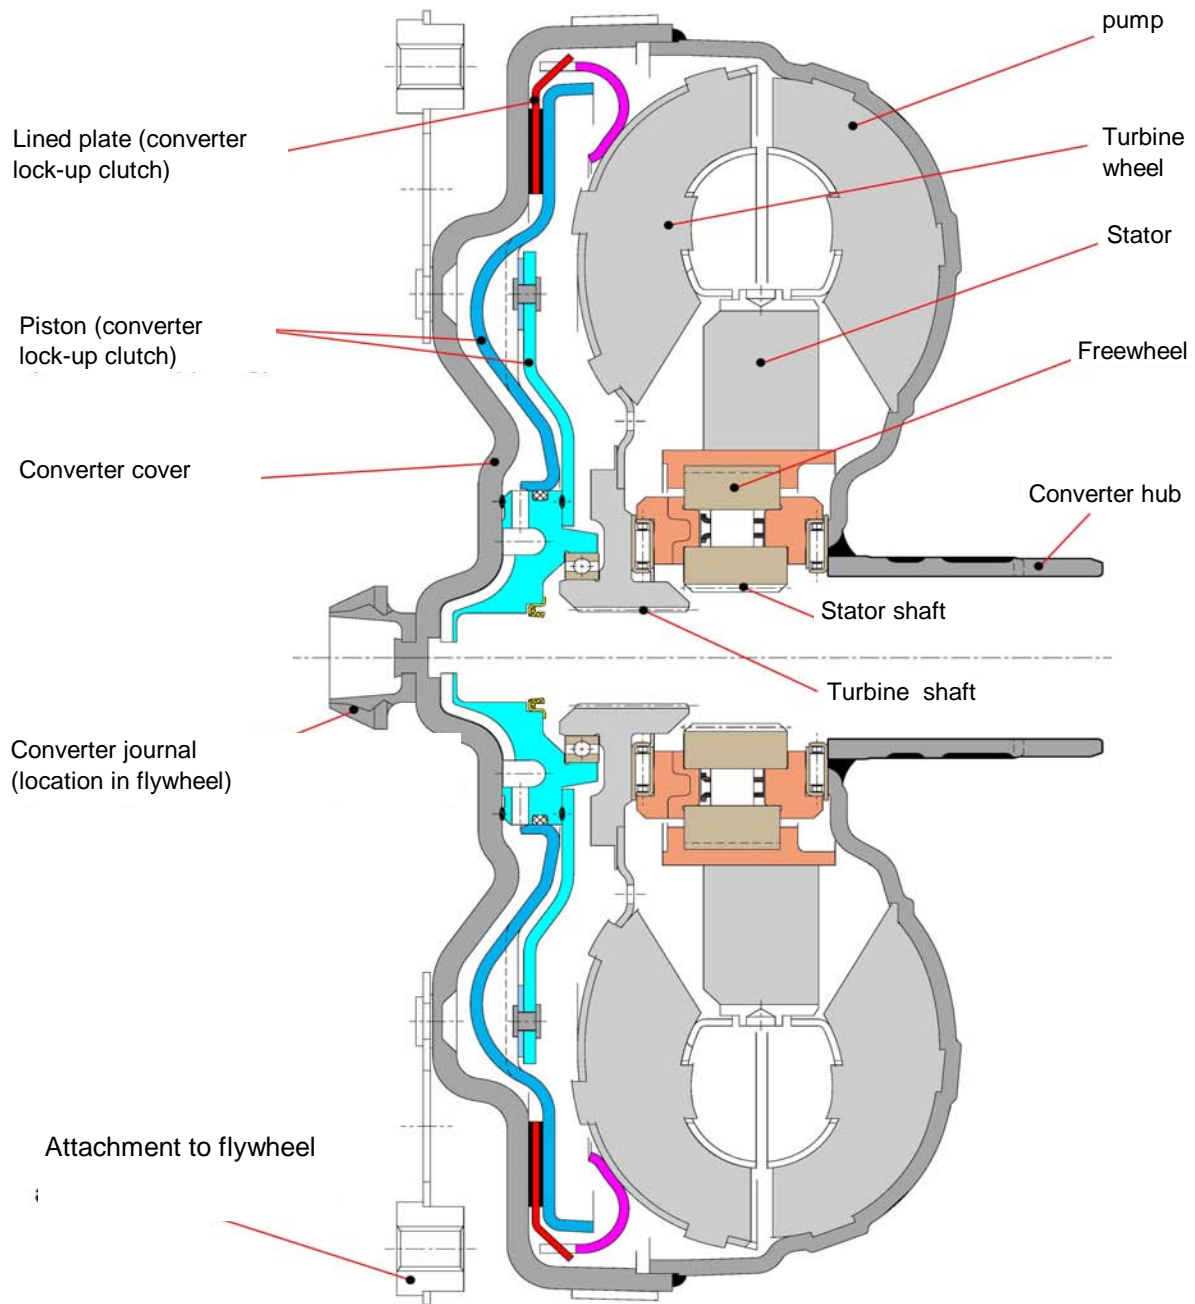 pump
Lined plate (converter
lock-up clutch)
Turbine
wheel
Stator
Piston (converter
lock-up clutch)
Freewheel
Converter cover
Converter hub
Stator shaft
Turbine shaft
Converter journal
(location in flywheel)
Attachment to flywheel